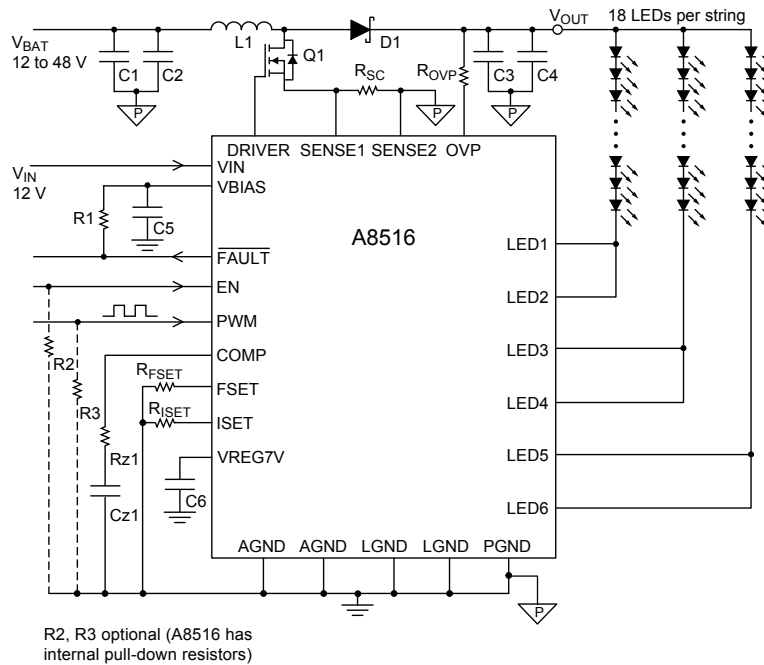 V_OUT
18 LEDs per string
V_BAT
12 to 48 V
L1
D1
Q1
C1
C2
R_SC
R_OVP
C3
C4
P
P
P
DRIVER
SENSE1
SENSE2
OVP
V_IN
12 V
VIN
VBIAS
R1
C5
A8516
FAULT
LED1
EN
LED2
PWM
R2
COMP
LED3
R_FSET
FSET
R3
R_ISET
ISET
LED4
Rz1
VREG7V
LED5
C6
Cz1
LED6
AGND
AGND
LGND
LGND
PGND
P
R2, R3 optional (A8516 has
internal pull-down resistors)